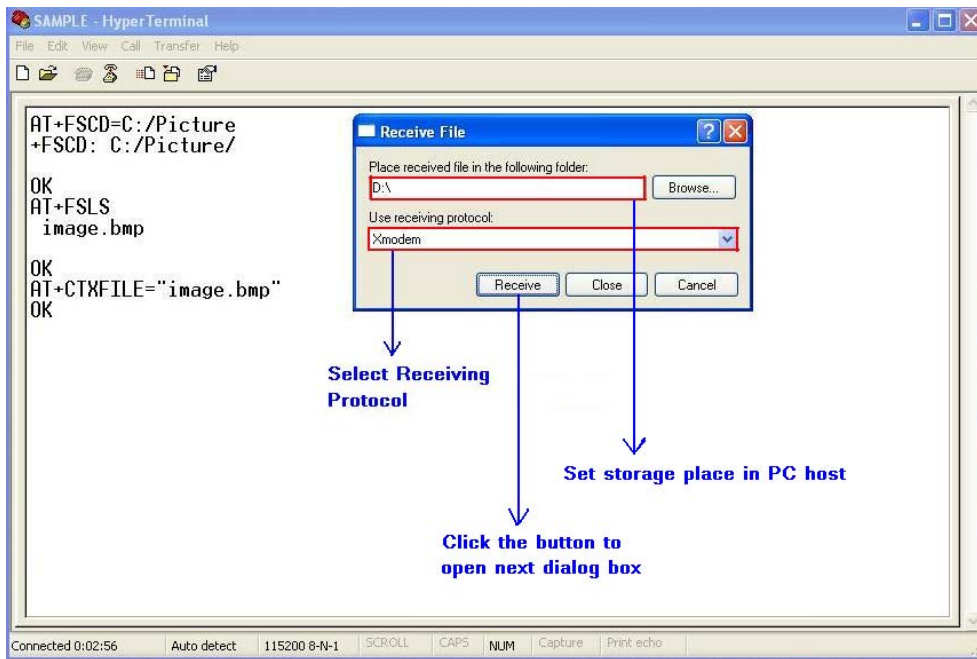 SAMPLE - HyperTerminal
File Edit View Call Transfer Help
AT+FSCD=C:/Picture
+FSCD: C:/Picture/
OK
AT+FSLS
image.bmp
OK
AT+CTXFILE="image.bmp"
OK
Receive File
Place received file in the following folder:
D:\
Browse...
Use receiving protocol:
Xmodem
Receive Close Cancel
Select Receiving
Protocol
Set storage place in PC host
Click the button to
open next dialog box
Connected 0:02:56 Auto detect 115200 8-N-1 SCROLL CAPS NUM Capture Print echo